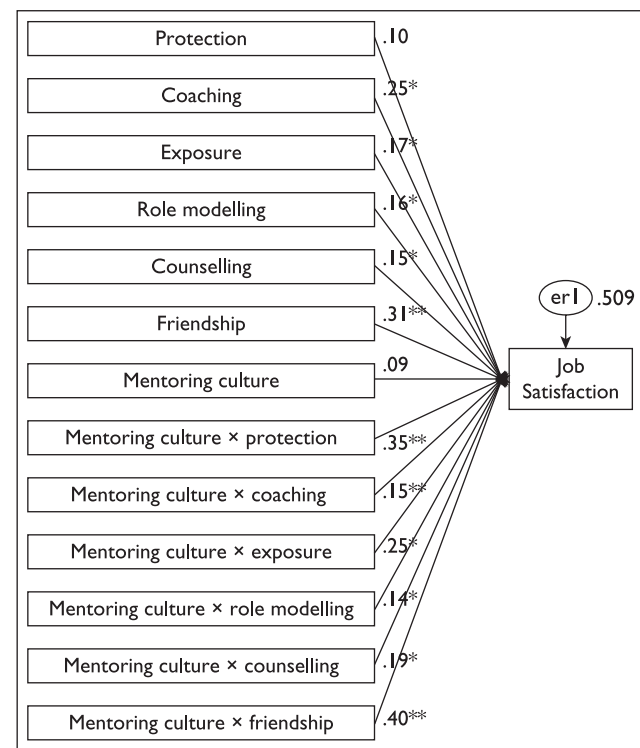 Protection .10
Coaching .25*
Exposure .17*
Role modelling .16*
Counselling .15*
Friendship .31**
Mentoring culture .09
er1 .509
Job
Satisfaction
Mentoring culture × protection .35**
Mentoring culture × coaching .15**
Mentoring culture × exposure .25*
Mentoring culture × role modelling .14*
Mentoring culture × counselling .19*
Mentoring culture × friendship .40**